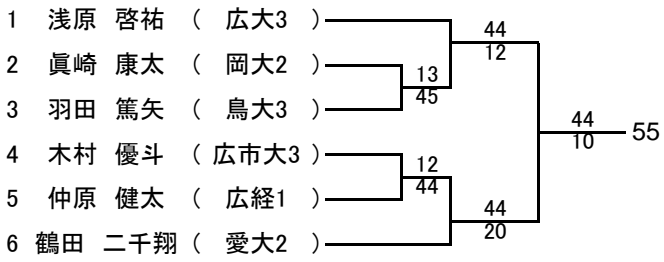 1 浅原 啓祐 ( 広大3 )
44
12
2 眞崎 康太 ( 岡大2 )
13
45
3 羽田 篤矢 ( 鳥大3 )
44
10
55
4 木村 優斗 ( 広市大3 )
12
44
5 仲原 健太 ( 広経1 )
44
20
6 鶴田 二千翔 ( 愛大2 )